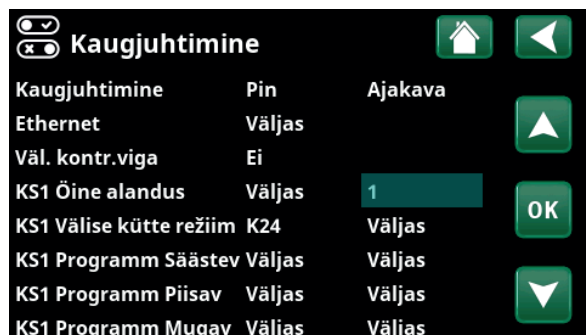 Kaugjuhtimine
Kaugjuhtimine Pin Ajakava
Ethernet Väljas
Väl. kontr.viga Ei
KS1 Öine alandus Väljas 1
KS1 Välise kütte režiim K24 Väljas
KS1 Programm Säästev Väljas Väljas
KS1 Programm Piisav Väljas Väljas
KS1 Programm Mugav Väljas Väljas
OK